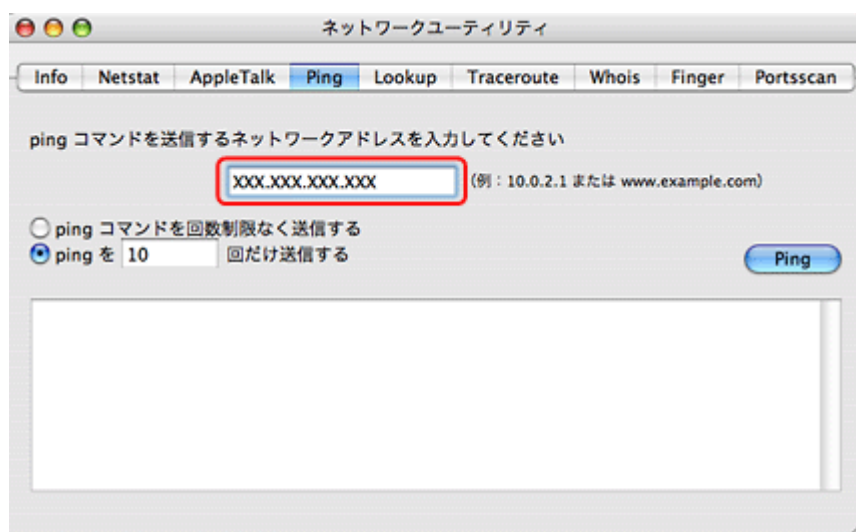 ネットワークユーティリティ
Info Netstat AppleTalk Ping Lookup Traceroute Whois Finger Portsscan
ping コマンドを送信するネットワークアドレスを入力してください
XXX.XXX.XXX.XXX (例：10.0.2.1 または www.example.com)
ping コマンドを回数制限なく送信する
ping を 10 回だけ送信する
Ping